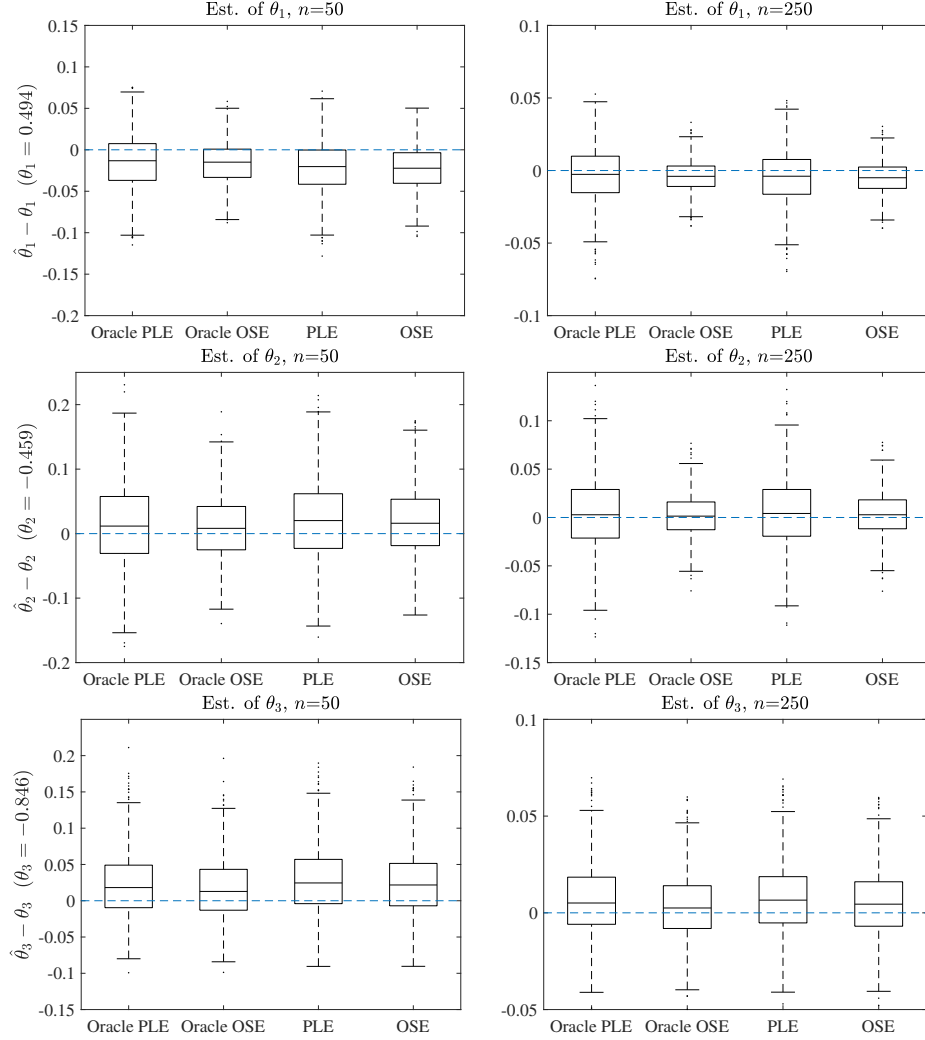 Est. of θ₁, n=50
0.15
0.1
0.05
0
-0.05
-0.1
-0.15
-0.2
θ̂₁ − θ₁ (θ₁ = 0.494)
Oracle PLE Oracle OSE PLE OSE
Est. of θ₁, n=250
0.1
0.05
0
-0.05
-0.1
Oracle PLE Oracle OSE PLE OSE
Est. of θ₂, n=50
0.2
0.1
0
-0.1
-0.2
θ̂₂ − θ₂ (θ₂ = −0.459)
Oracle PLE Oracle OSE PLE OSE
Est. of θ₂, n=250
0.1
0.05
0
-0.05
-0.1
-0.15
Oracle PLE Oracle OSE PLE OSE
Est. of θ₃, n=50
0.2
0.15
0.1
0.05
0
-0.05
-0.1
-0.15
θ̂₃ − θ₃ (θ₃ = −0.846)
Oracle PLE Oracle OSE PLE OSE
Est. of θ₃, n=250
0.1
0.05
0
-0.05
Oracle PLE Oracle OSE PLE OSE